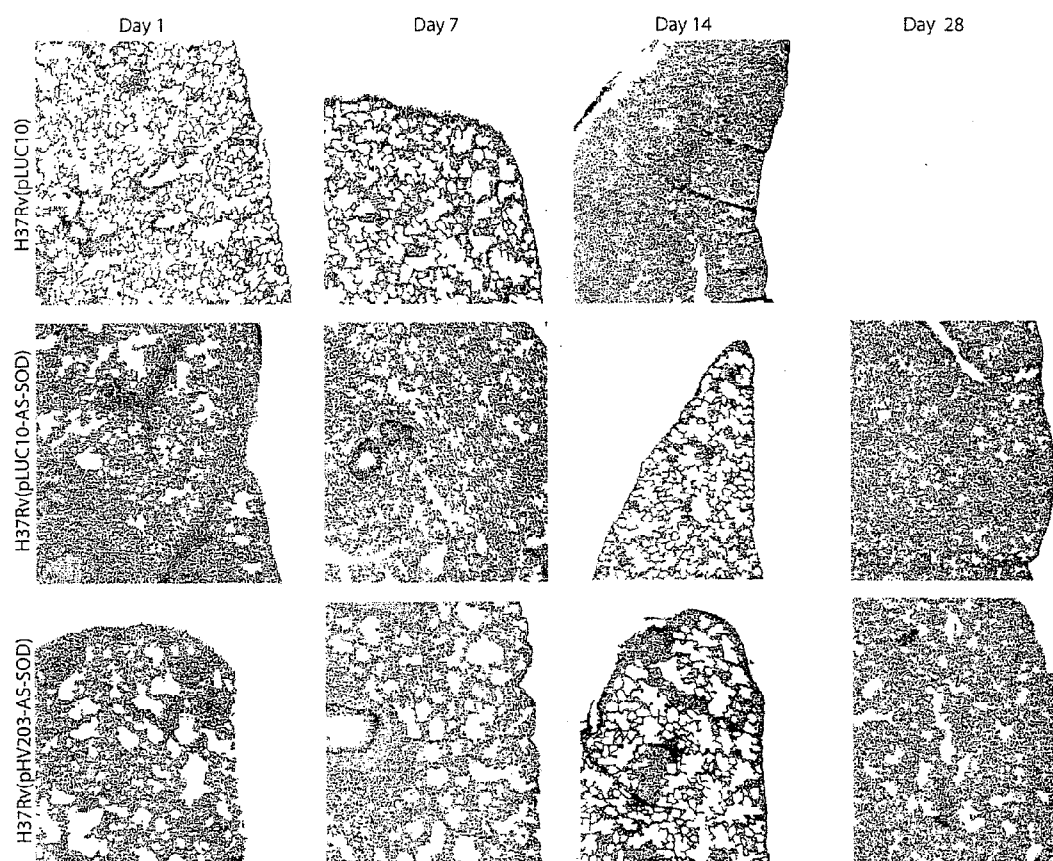 Day 1
Day 7
Day 14
Day 28
H37Rv(pLUC10)
H37Rv(pLUC10-AS-SOD)
H37Rv(pHV203-AS-SOD)